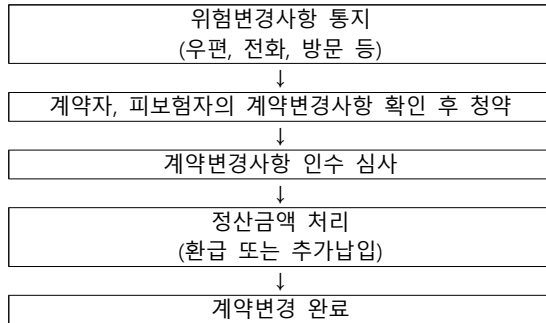 위험변경사항 통지
(우편, 전화, 방문 등)
↓
계약자, 피보험자의 계약변경사항 확인 후 청약
↓
계약변경사항 인수 심사
↓
정산금액 처리
(환급 또는 추가납입)
↓
계약변경 완료